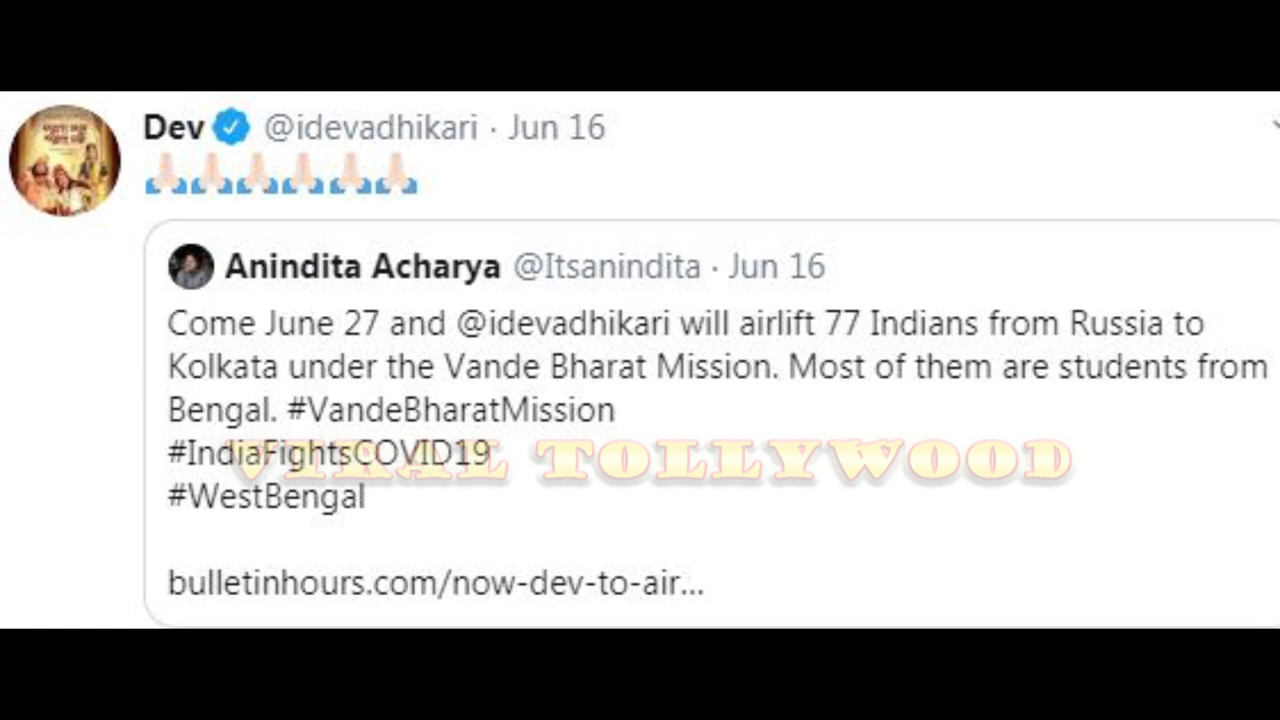 Dev @idevadhikari · Jun 16
🙏🏻🙏🏻🙏🏻🙏🏻🙏🏻🙏🏻
Anindita Acharya @Itsanindita · Jun 16
Come June 27 and @idevadhikari will airlift 77 Indians from Russia to
Kolkata under the Vande Bharat Mission. Most of them are students from
Bengal. #VandeBharatMission
#IndiaFightsCOVID19
VIRAL TOLLYWOOD
#WestBengal
bulletinhours.com/now-dev-to-air...